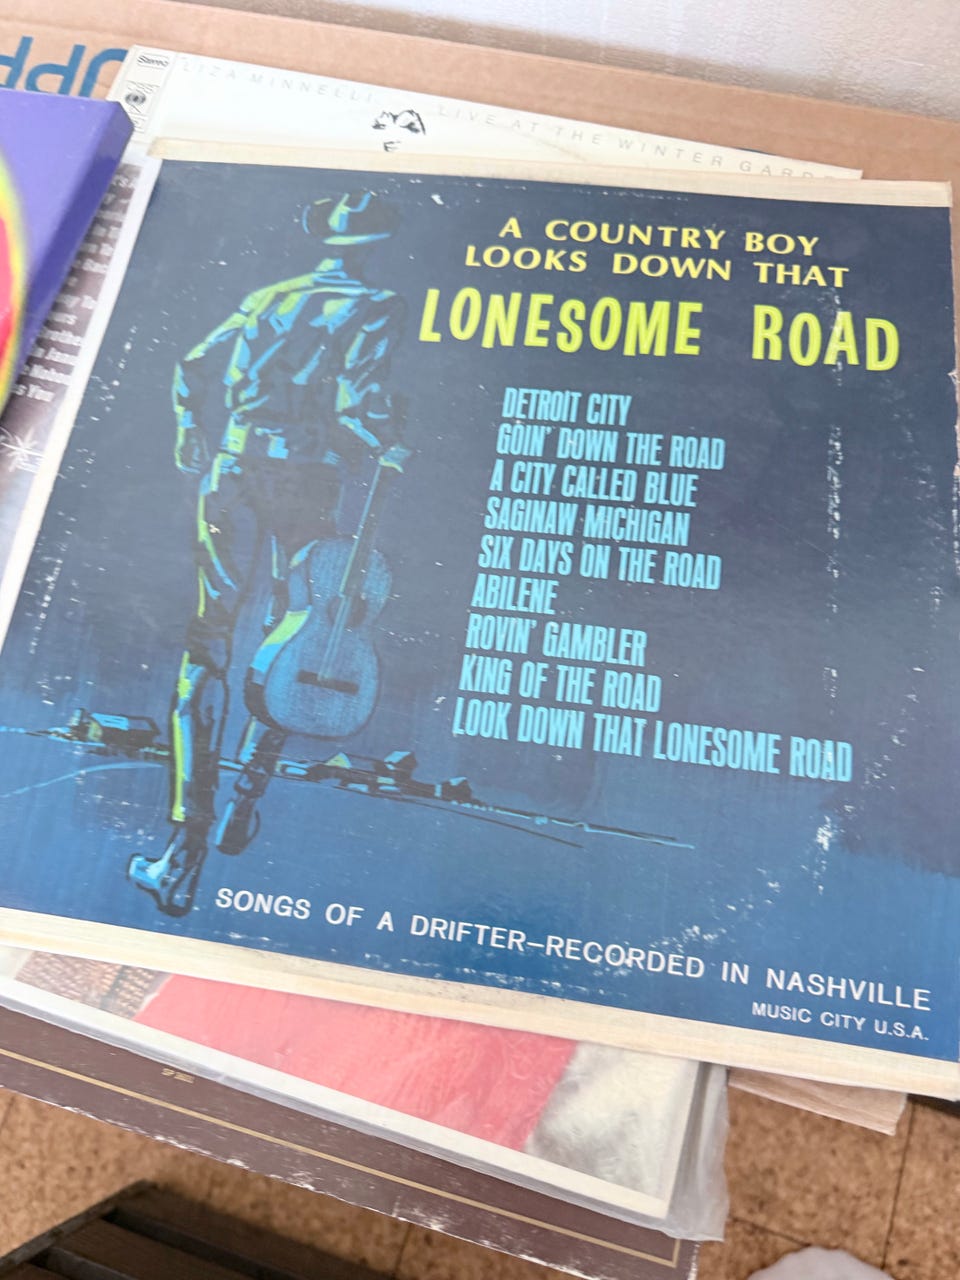 Stereo
LIZA MINNELLI LIVE AT THE WINTER GARD
A COUNTRY BOY
LOOKS DOWN THAT
LONESOME ROAD
DETROIT CITY
GOIN' DOWN THE ROAD
A CITY CALLED BLUE
SAGINAW MICHIGAN
SIX DAYS ON THE ROAD
ABILENE
ROVIN' GAMBLER
KING OF THE ROAD
LOOK DOWN THAT LONESOME ROAD
SONGS OF A DRIFTER-RECORDED IN NASHVILLE
MUSIC CITY U.S.A.